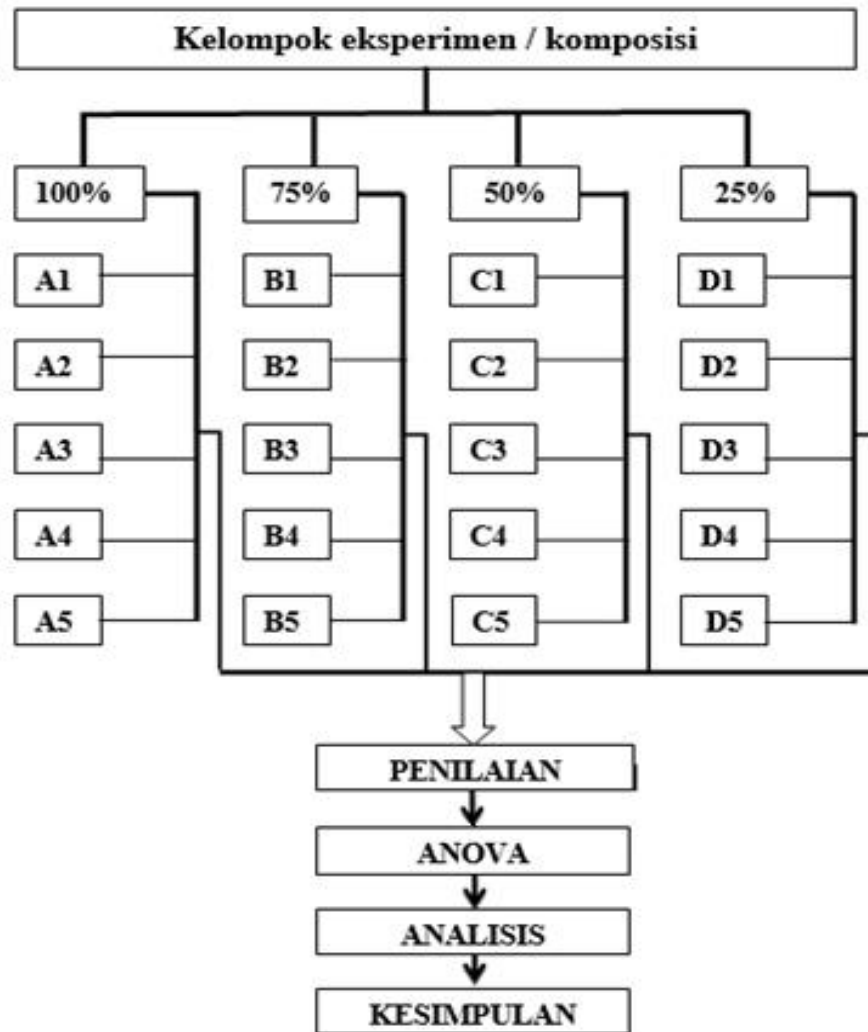 Kelompok eksperimen / komposisi
100% 75% 50% 25%
A1 B1 C1 D1
A2 B2 C2 D2
A3 B3 C3 D3
A4 B4 C4 D4
A5 B5 C5 D5
PENILAIAN
ANOVA
ANALISIS
KESIMPULAN